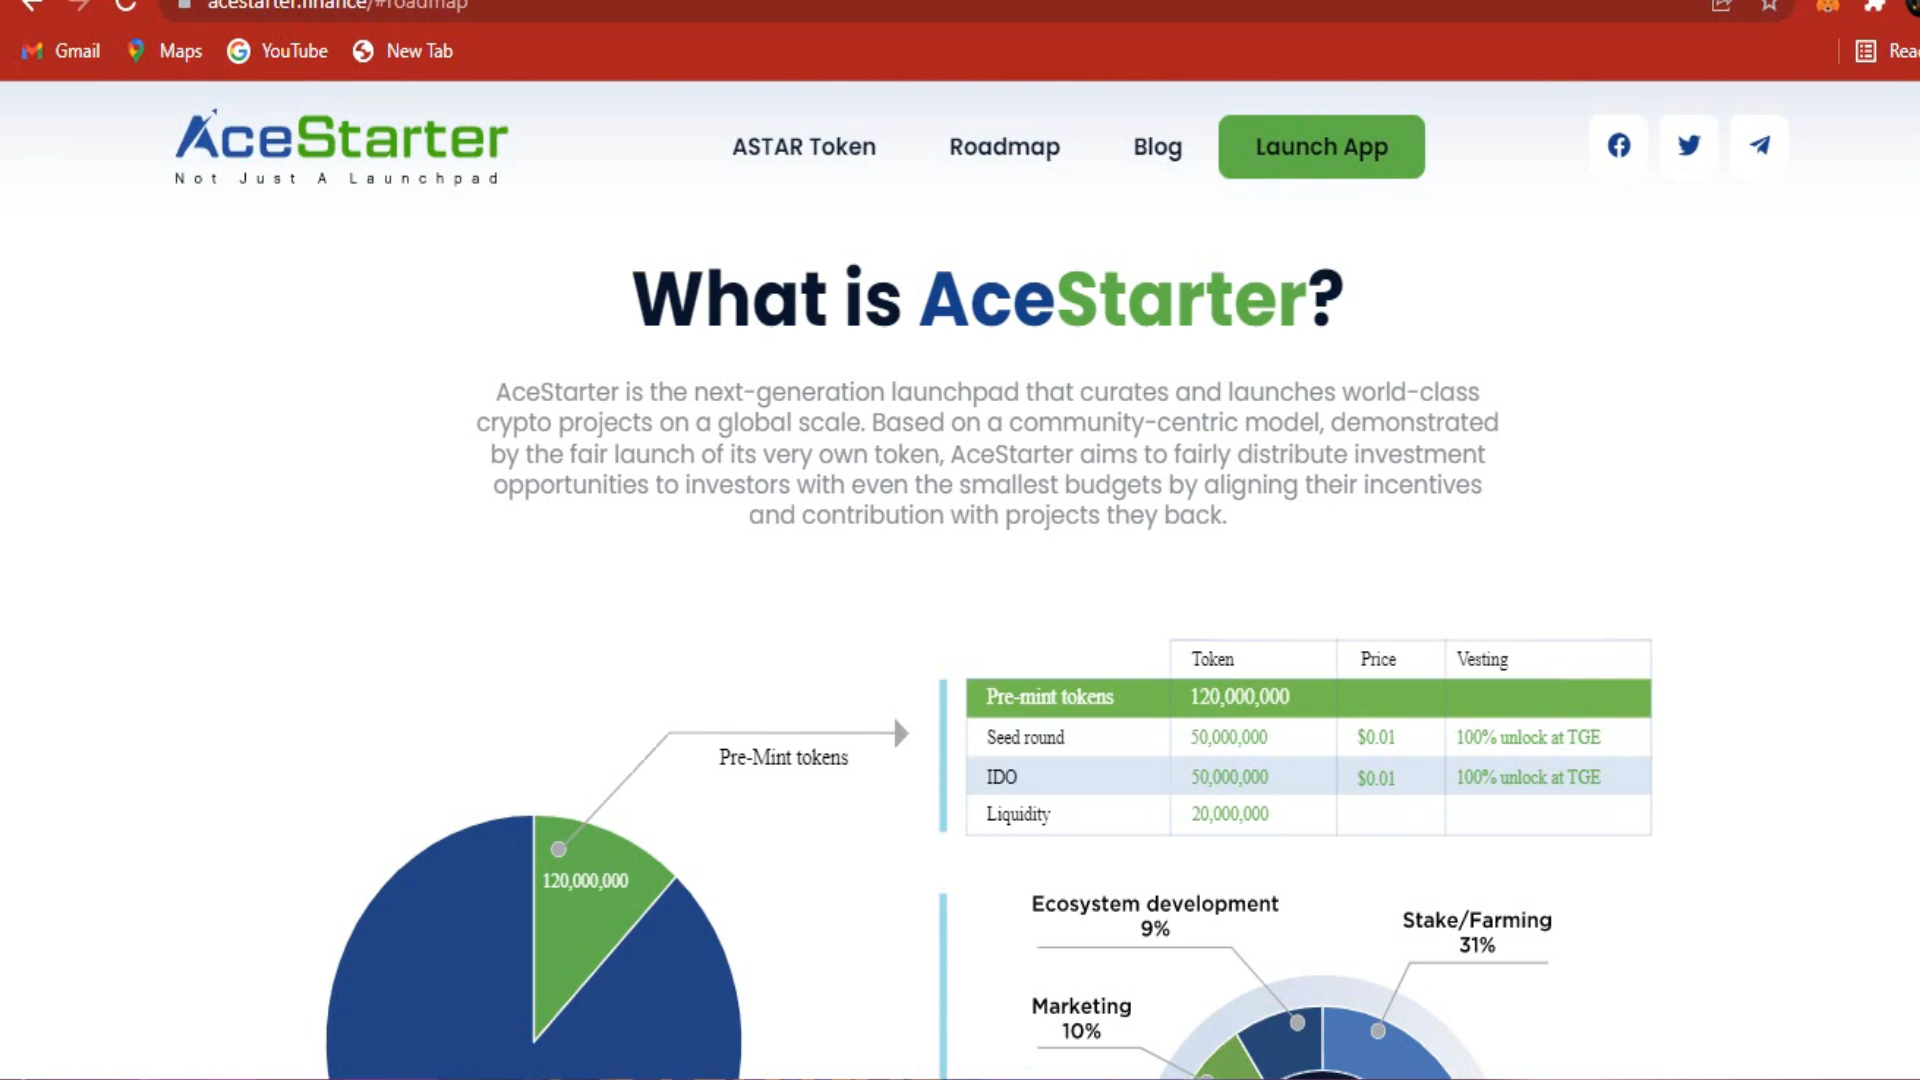 acestarter.finance/#roadmap
Gmail Maps YouTube New Tab
AceStarter
Not Just A Launchpad
ASTAR Token Roadmap Blog Launch App
What is AceStarter?
AceStarter is the next-generation launchpad that curates and launches world-class
crypto projects on a global scale. Based on a community-centric model, demonstrated
by the fair launch of its very own token, AceStarter aims to fairly distribute investment
opportunities to investors with even the smallest budgets by aligning their incentives
and contribution with projects they back.
Token Price Vesting
Pre-mint tokens 120,000,000
Seed round 50,000,000 $0.01 100% unlock at TGE
IDO 50,000,000 $0.01 100% unlock at TGE
Liquidity 20,000,000
Pre-Mint tokens
120,000,000
Ecosystem development
9%
Stake/Farming
31%
Marketing
10%